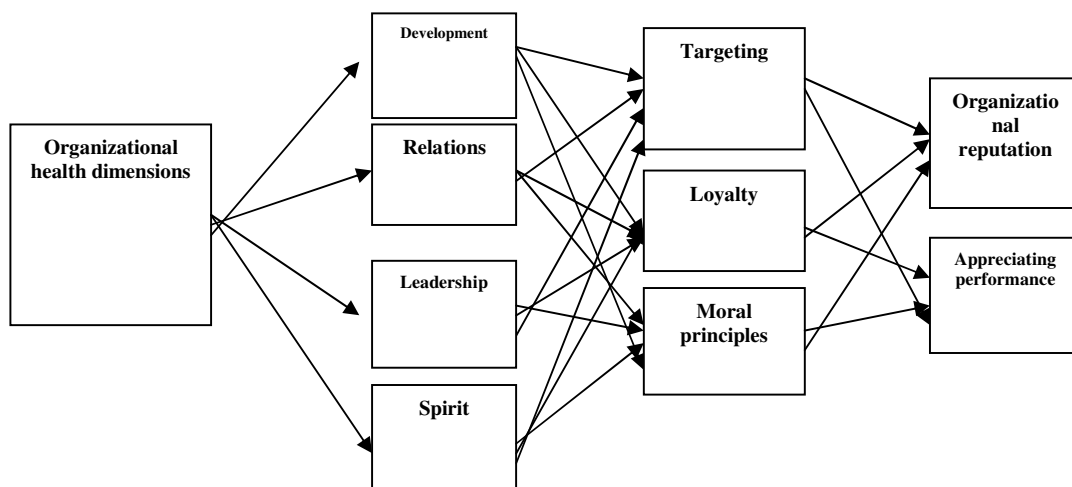 Organizational
health dimensions
Development
Relations
Leadership
Spirit
Targeting
Loyalty
Moral
principles
Organizatio
nal
reputation
Appreciating
performance